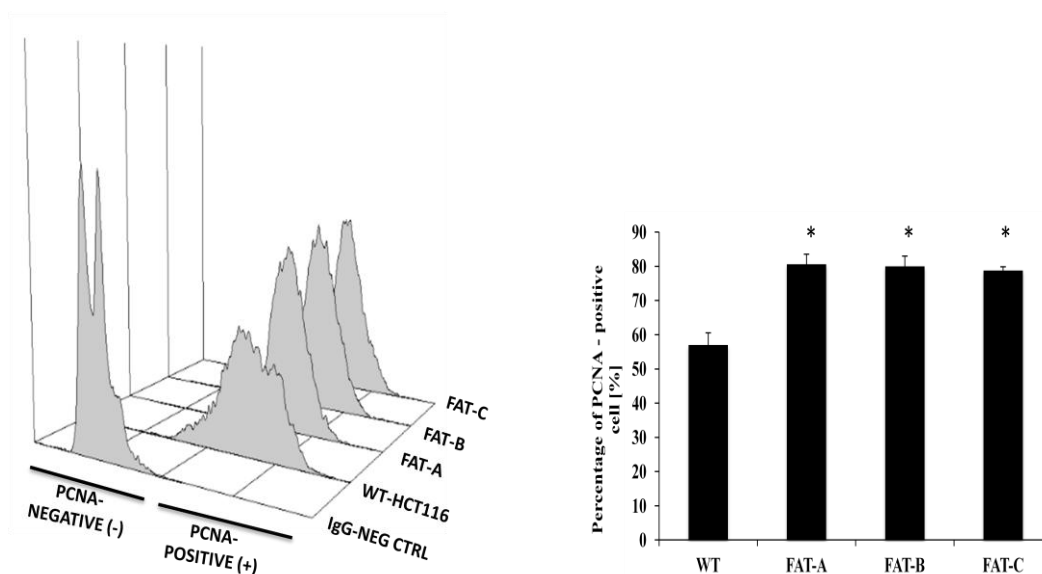 FAT-C
FAT-B
FAT-A
WT-HCT116
IgG-NEG CTRL
PCNA-
NEGATIVE (-)
PCNA-
POSITIVE (+)
Percentage of PCNA - positive
cell [%]
90
80
70
60
50
40
30
20
10
0
* * *
WT FAT-A FAT-B FAT-C